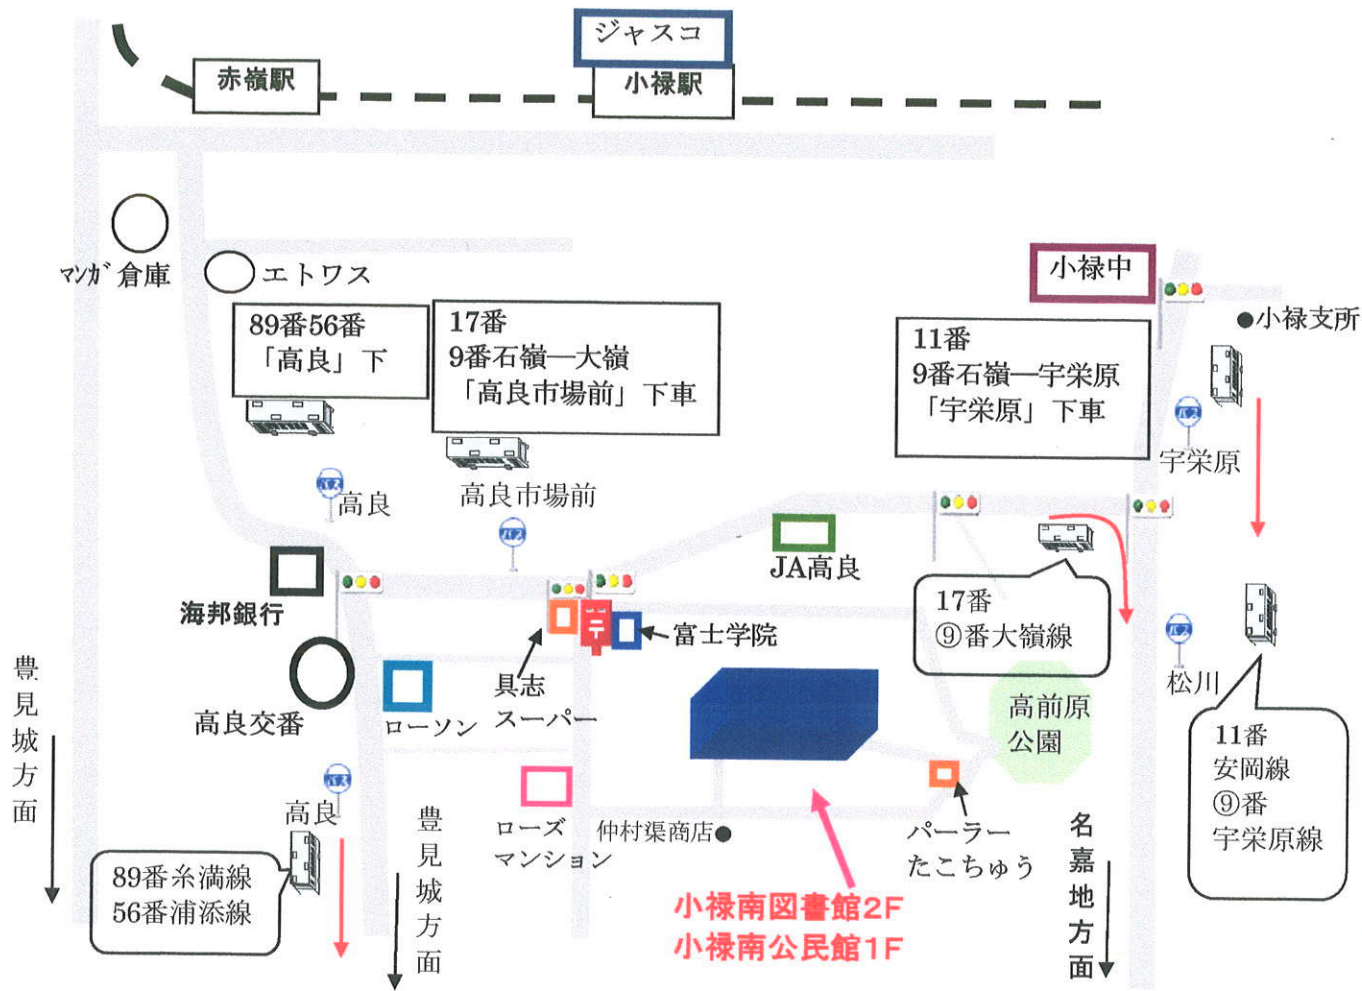 ジャスコ
赤嶺駅
小禄駅
ﾏﾝｶﾞ倉庫
エトワス
小禄中
小禄支所
89番56番
「高良」下
17番
9番石嶺―大嶺
「高良市場前」下車
11番
9番石嶺―宇栄原
「宇栄原」下車
バス
宇栄原
バス
高良
高良市場前
バス
JA高良
海邦銀行
17番
⑨番大嶺線
〒
富士学院
バス
松川
具志
スーパー
高良交番
ローソン
高前原
公園
豊見城方面
11番
安岡線
⑨番
宇栄原線
バス
高良
ローズ
マンション
仲村渠商店
パーラー
たこちゅう
豊見城方面
名嘉地方面
89番糸満線
56番浦添線
小禄南図書館2F
小禄南公民館1F